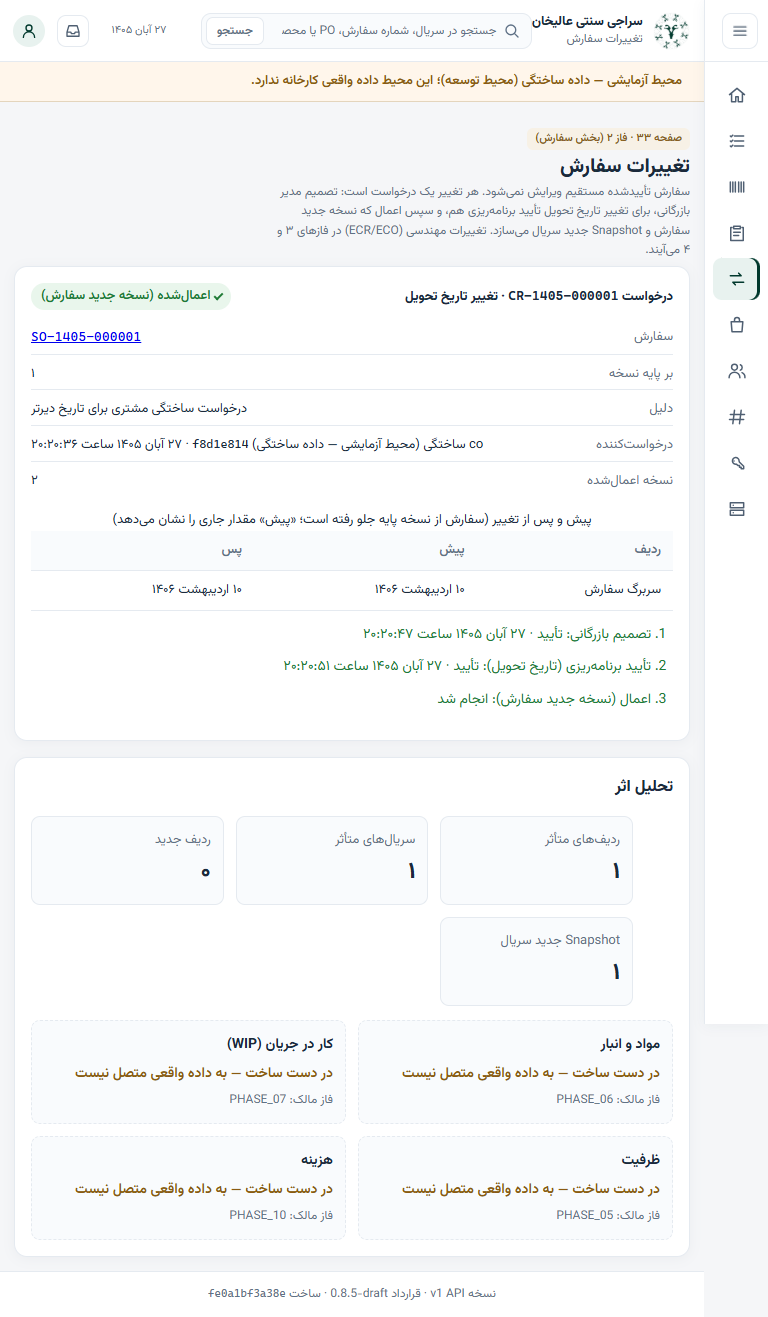 سراجی سنتی عالیخان
تغییرات سفارش
جستجو در سریال، شماره سفارش، PO یا محص
جستجو
۲۷ آبان ۱۴۰۵
محیط آزمایشی — داده ساختگی (محیط توسعه)؛ این محیط داده واقعی کارخانه ندارد.
صفحه ۳۳ · فاز ۲ (بخش سفارش)
تغییرات سفارش
سفارش تأییدشده مستقیم ویرایش نمی‌شود. هر تغییر یک درخواست است: تصمیم مدیر
بازرگانی، برای تغییر تاریخ تحویل تأیید برنامه‌ریزی هم، و سپس اعمال که نسخه جدید
سفارش و Snapshot جدید سریال می‌سازد. تغییرات مهندسی (ECR/ECO) در فازهای ۳ و
۴ می‌آیند.
درخواست CR-1405-000001 · تغییر تاریخ تحویل
✔ اعمال‌شده (نسخه جدید سفارش)
سفارش
SO-1405-000001
بر پایه نسخه
۱
دلیل
درخواست ساختگی مشتری برای تاریخ دیرتر
درخواست‌کننده
co ساختگی (محیط آزمایشی — داده ساختگی) f8d1e814 · ۲۷ آبان ۱۴۰۵ ساعت ۲۰:۲۰:۳۶
نسخه اعمال‌شده
۲
پیش و پس از تغییر (سفارش از نسخه پایه جلو رفته است؛ «پیش» مقدار جاری را نشان می‌دهد)
ردیف پیش پس
سربرگ سفارش ۱۰ اردیبهشت ۱۴۰۶ ۱۰ اردیبهشت ۱۴۰۶
1. تصمیم بازرگانی: تأیید · ۲۷ آبان ۱۴۰۵ ساعت ۲۰:۲۰:۴۷
2. تأیید برنامه‌ریزی (تاریخ تحویل): تأیید · ۲۷ آبان ۱۴۰۵ ساعت ۲۰:۲۰:۵۱
3. اعمال (نسخه جدید سفارش): انجام شد
تحلیل اثر
ردیف‌های متأثر
۱
سریال‌های متأثر
۱
ردیف جدید
۰
Snapshot جدید سریال
۱
مواد و انبار
در دست ساخت — به داده واقعی متصل نیست
فاز مالک: PHASE_06
کار در جریان (WIP)
در دست ساخت — به داده واقعی متصل نیست
فاز مالک: PHASE_07
ظرفیت
در دست ساخت — به داده واقعی متصل نیست
فاز مالک: PHASE_05
هزینه
در دست ساخت — به داده واقعی متصل نیست
فاز مالک: PHASE_10
نسخه v1 API · قرارداد 0.8.5-draft · ساخت fe0a1bf3a38e